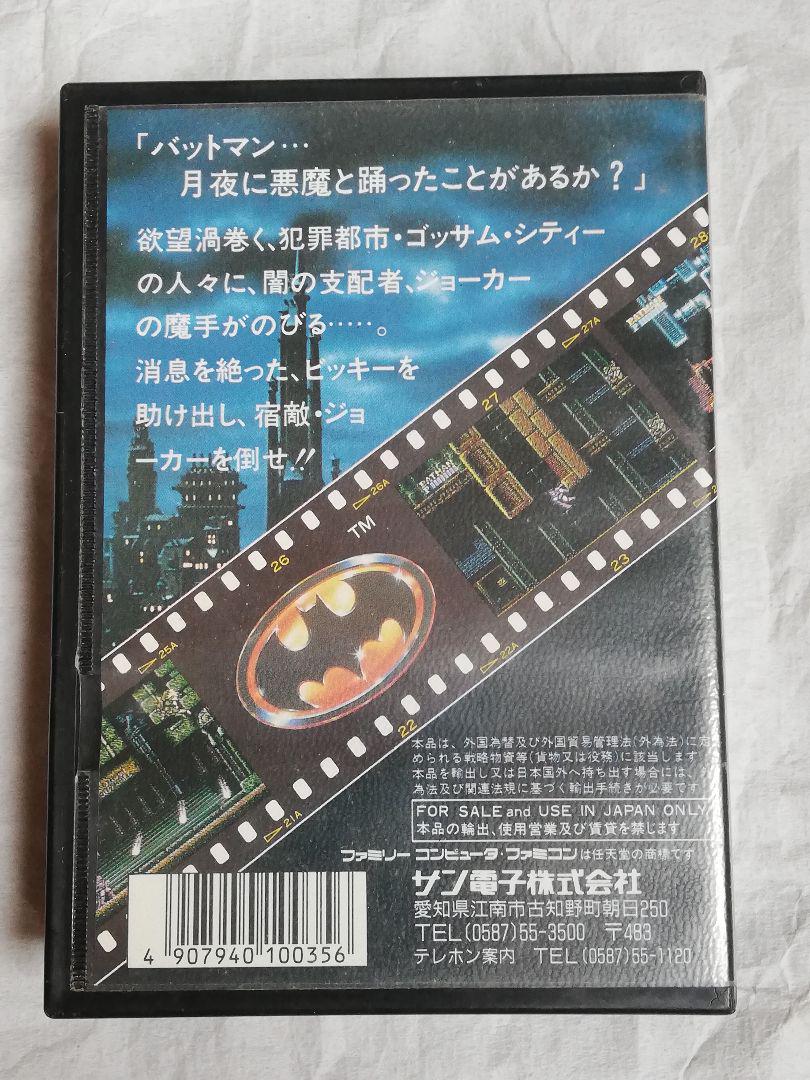 「バットマン…
月夜に悪魔と踊ったことがあるか？」
欲望渦巻く、犯罪都市・ゴッサム・シティー
の人々に、闇の支配者、ジョーカー
の魔手がのびる……。
消息を絶った、ビッキーを
助け出し、宿敵・ジョ
ーカーを倒せ!!
28
27A
27
26A
26
25A
TM
23
22A
22
21A
本品は、外国為替及び外国貿易管理法(外為法)に定
められる戦略物資等(貨物又は役務)に該当します
本品を輸出し又は日本国外へ持ち出す場合には、
為法及び関連法規に基づく輸出手続きが必要です
FOR SALE and USE IN JAPAN ONLY
本品の輸出、使用営業及び賃貸を禁じます
ファミリーコンピュータ・ファミコンは任天堂の商標です
サン電子株式会社
愛知県江南市古知野町朝日250
TEL(0587)55-3500 〒483
テレホン案内 TEL(0587)55-1120
4 907940 100356